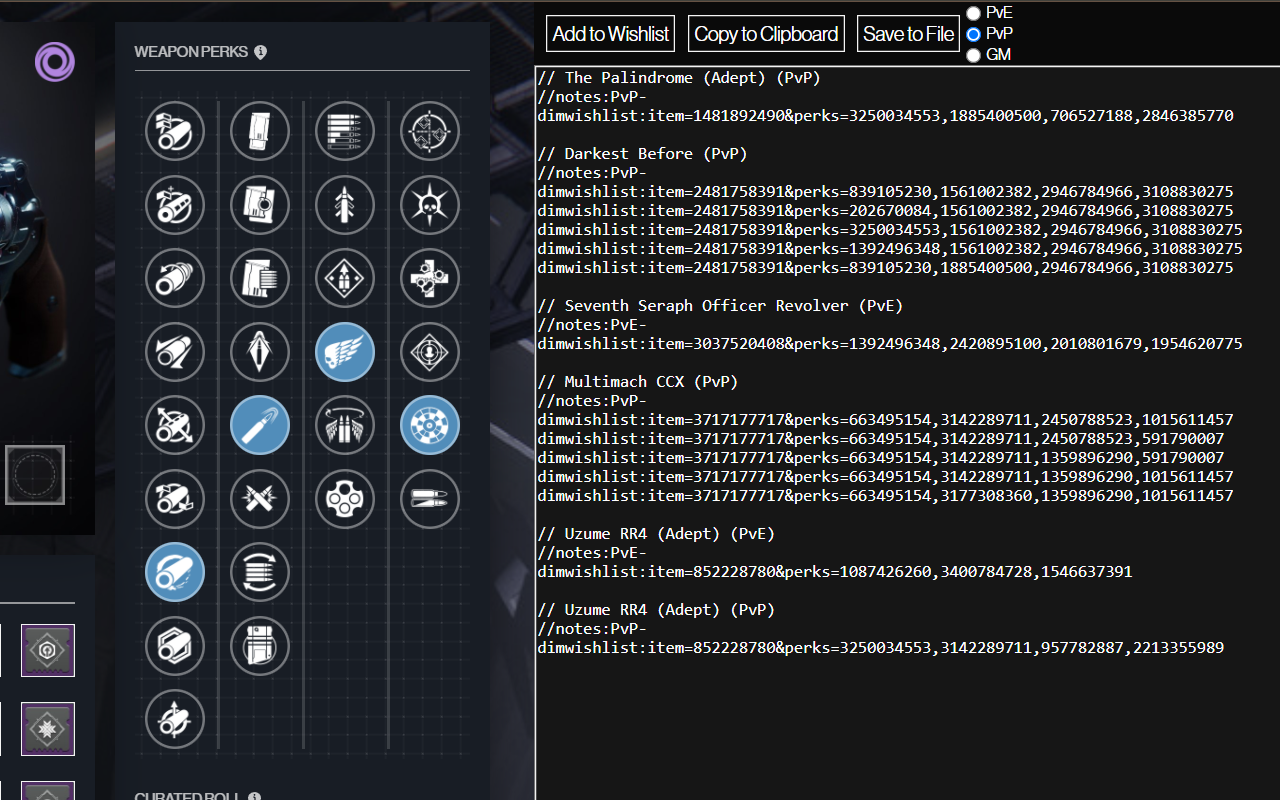 WEAPON PERKS
Add to Wishlist
Copy to Clipboard
Save to File
PvE
PvP
GM
// The Palindrome (Adept) (PvP)
//notes:PvP-
dimwishlist:item=1481892490&perks=3250034553,1885400500,706527188,2846385770
// Darkest Before (PvP)
//notes:PvP-
dimwishlist:item=2481758391&perks=839105230,1561002382,2946784966,3108830275
dimwishlist:item=2481758391&perks=202670084,1561002382,2946784966,3108830275
dimwishlist:item=2481758391&perks=3250034553,1561002382,2946784966,3108830275
dimwishlist:item=2481758391&perks=1392496348,1561002382,2946784966,3108830275
dimwishlist:item=2481758391&perks=839105230,1885400500,2946784966,3108830275
// Seventh Seraph Officer Revolver (PvE)
//notes:PvE-
dimwishlist:item=3037520408&perks=1392496348,2420895100,2010801679,1954620775
// Multimach CCX (PvP)
//notes:PvP-
dimwishlist:item=3717177717&perks=663495154,3142289711,2450788523,1015611457
dimwishlist:item=3717177717&perks=663495154,3142289711,2450788523,591790007
dimwishlist:item=3717177717&perks=663495154,3142289711,1359896290,591790007
dimwishlist:item=3717177717&perks=663495154,3142289711,1359896290,1015611457
dimwishlist:item=3717177717&perks=663495154,3177308360,1359896290,1015611457
// Uzume RR4 (Adept) (PvE)
//notes:PvE-
dimwishlist:item=852228780&perks=1087426260,3400784728,1546637391
// Uzume RR4 (Adept) (PvP)
//notes:PvP-
dimwishlist:item=852228780&perks=3250034553,3142289711,957782887,2213355989
CURATED ROLL